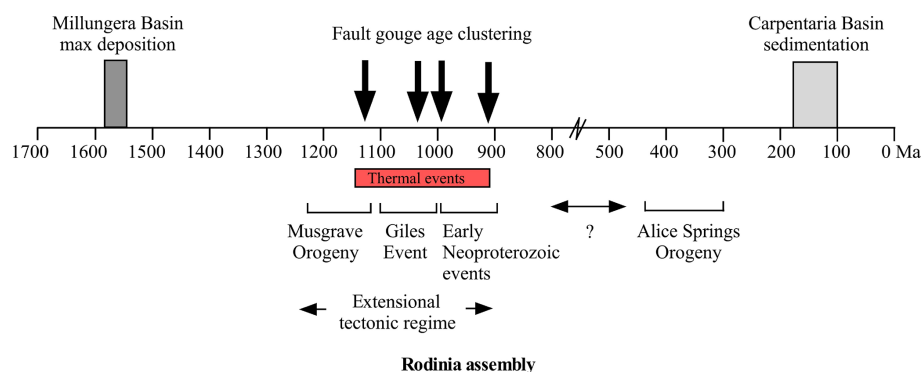 Millungera Basin
max deposition
Fault gouge age clustering
Carpentaria Basin
sedimentation
1700 1600 1500 1400 1300 1200 1100 1000 900 800 500 400 300 200 100 0 Ma
Thermal events
Musgrave
Orogeny
Giles
Event
Early
Neoproterozoic
events
?
Alice Springs
Orogeny
Extensional
tectonic regime
Rodinia assembly